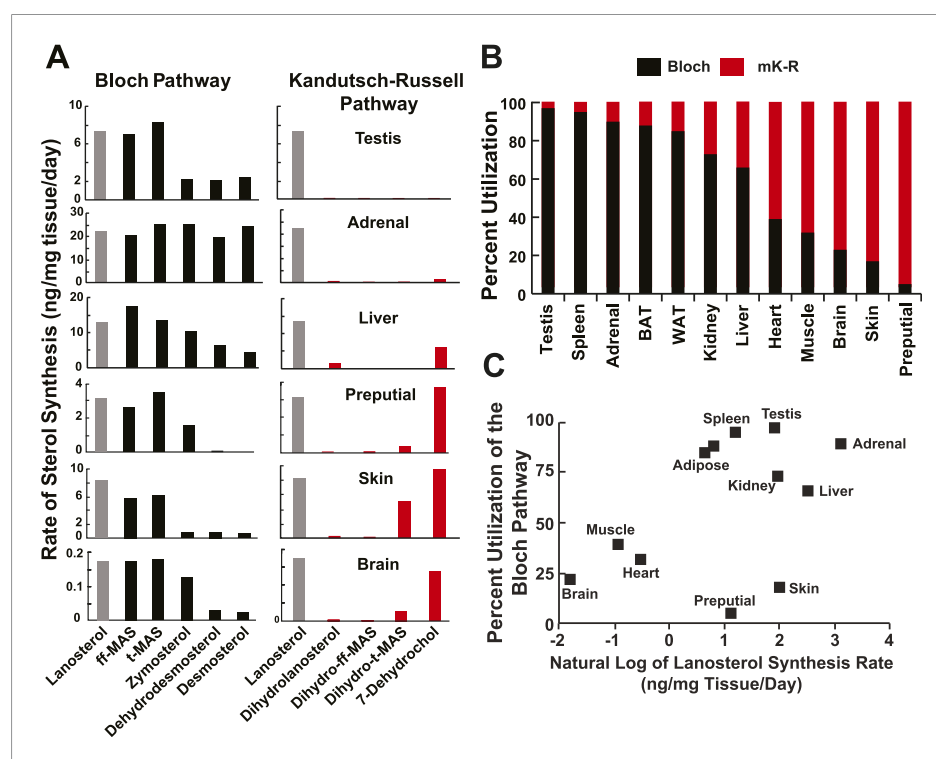 A
Bloch Pathway
Kandutsch-Russell
Pathway
Rate of Sterol Synthesis (ng/mg tissue/day)
10
6
2
0
Testis
30
20
10
0
Adrenal
20
10
0
Liver
4
2
0
Preputial
10
6
2
0
Skin
0.2
0.1
0
0
Brain
Lanosterol
ff-MAS
t-MAS
Zymosterol
Dehydrodesmosterol
Desmosterol
Lanosterol
Dihydrolanosterol
Dihydro-ff-MAS
Dihydro-t-MAS
7-Dehydrochol
B
Bloch
mK-R
Percent Utilization
100
80
60
40
20
0
Testis
Spleen
Adrenal
BAT
WAT
Kidney
Liver
Heart
Muscle
Brain
Skin
Preputial
C
Percent Utilization of the
Bloch Pathway
100
75
50
25
0
Spleen
Testis
Adrenal
Adipose
Kidney
Liver
Muscle
Heart
Brain
Skin
Preputial
-2
-1
0
1
2
3
4
Natural Log of Lanosterol Synthesis Rate
(ng/mg Tissue/Day)